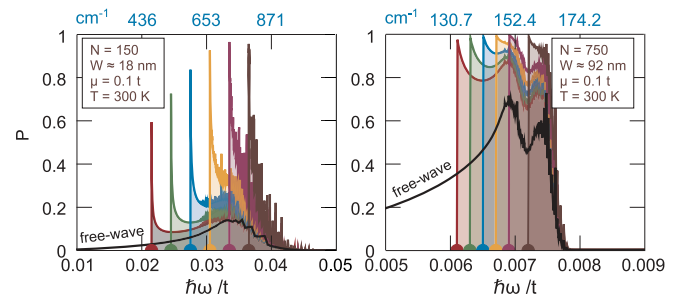 cm⁻¹ 436 653 871
1
0.8
0.6
0.4
0.2
0
P
N = 150
W ≈ 18 nm
μ = 0.1 t
T = 300 K
free-wave
0.01 0.02 0.03 0.04 0.05
ħω /t
cm⁻¹ 130.7 152.4 174.2
1
0.8
0.6
0.4
0.2
0
N = 750
W ≈ 92 nm
μ = 0.1 t
T = 300 K
free-wave
0.005 0.006 0.007 0.008 0.009
ħω /t